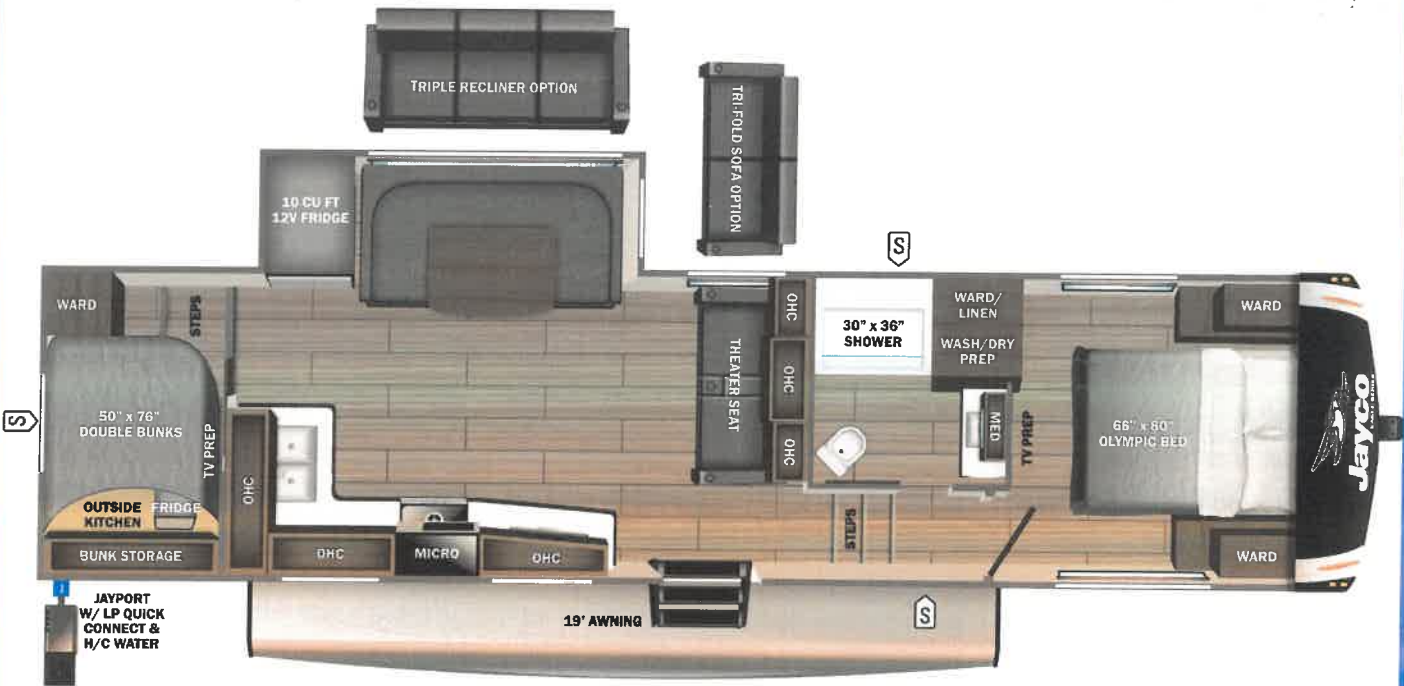 TRIPLE RECLINER OPTION
TRI-FOLD SOFA OPTION
10 CU FT
12V FRIDGE
S
WARD
STEPS
OHC
30" x 36"
SHOWER
WARD/
LINEN
WASH/DRY
PREP
WARD
THEATER SEAT
OHC
OHC
MED
TV PREP
66" x 80"
OLYMPIC BED
Jayco
S
50" x 76"
DOUBLE BUNKS
TV PREP
OHC
OUTSIDE
KITCHEN
FRIDGE
BUNK STORAGE
OHC
MICRO
OHC
STEPS
WARD
JAYPORT
W/ LP QUICK
CONNECT &
H/C WATER
19' AWNING
S